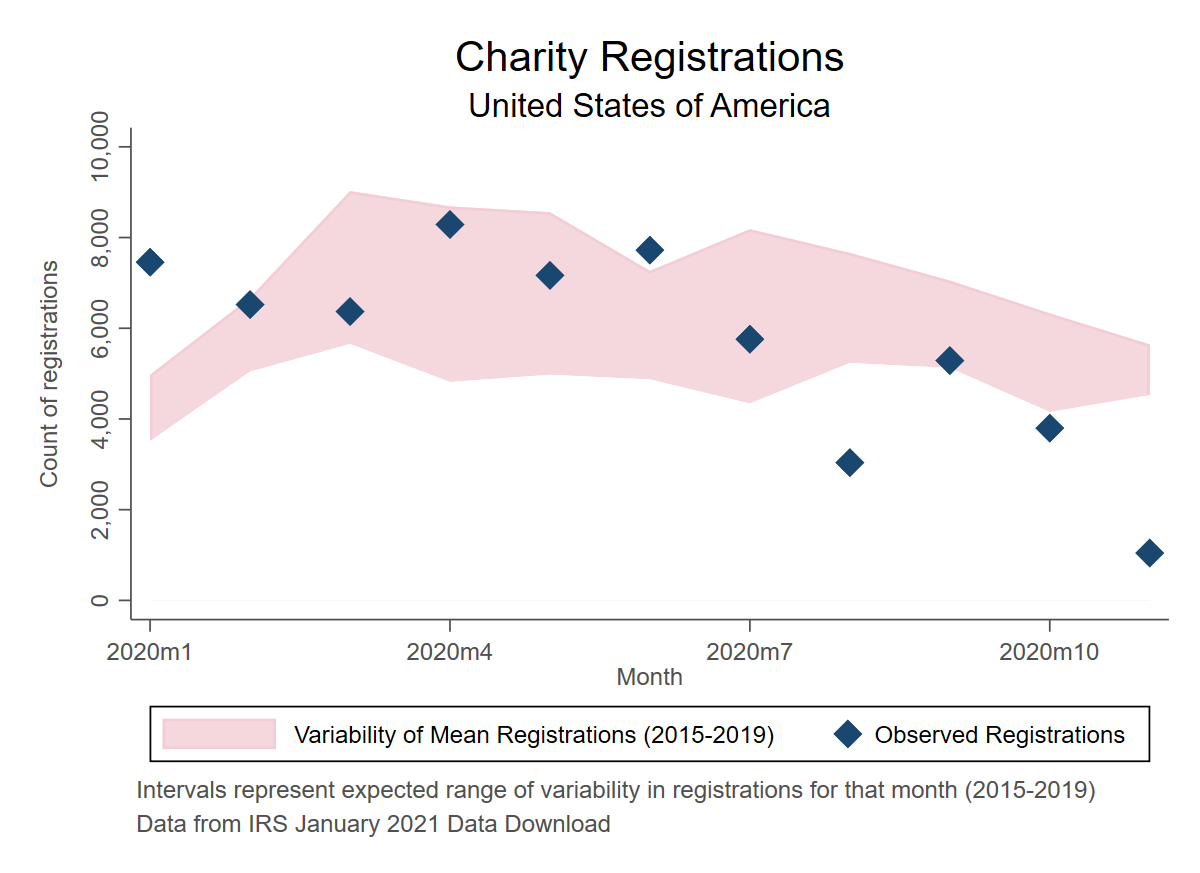 Charity Registrations
United States of America
Count of registrations
10,000
8,000
6,000
4,000
2,000
0
2020m1 2020m4 2020m7 2020m10
Month
Variability of Mean Registrations (2015-2019) Observed Registrations
Intervals represent expected range of variability in registrations for that month (2015-2019)
Data from IRS January 2021 Data Download